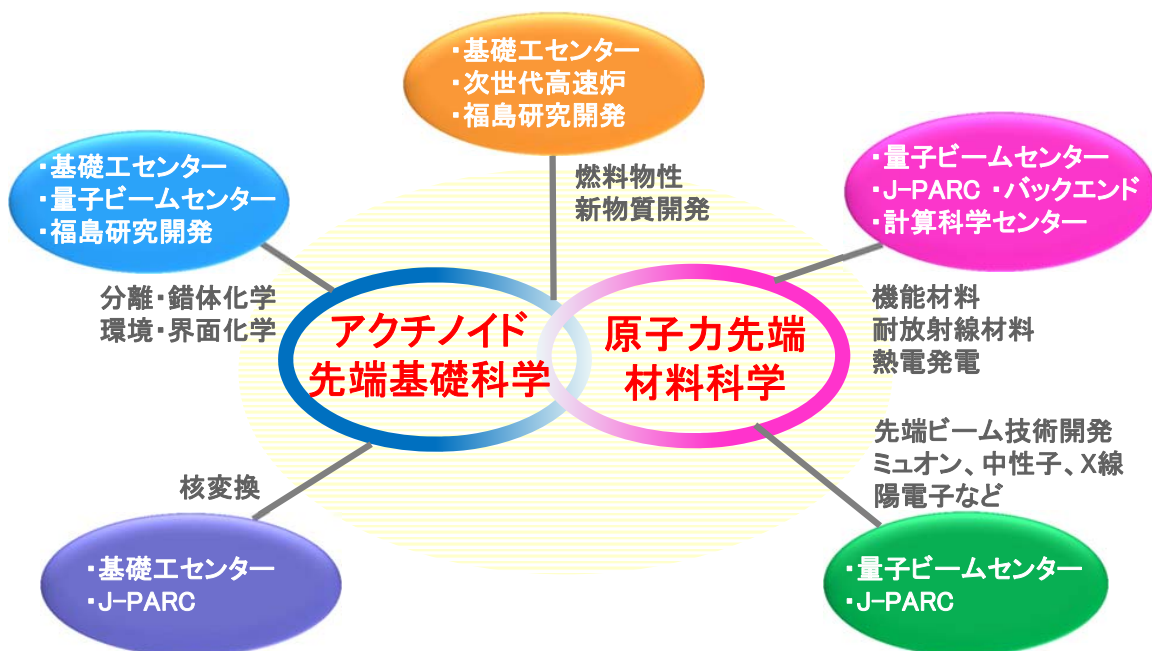 ・基礎工センター
・次世代高速炉
・福島研究開発
・基礎工センター
・量子ビームセンター
・福島研究開発
・量子ビームセンター
・J-PARC ・バックエンド
・計算科学センター
燃料物性
新物質開発
分離・錯体化学
環境・界面化学
機能材料
耐放射線材料
熱電発電
アクチノイド
先端基礎科学
原子力先端
材料科学
先端ビーム技術開発
ミュオン、中性子、X線
陽電子など
核変換
・基礎工センター
・J-PARC
・量子ビームセンター
・J-PARC